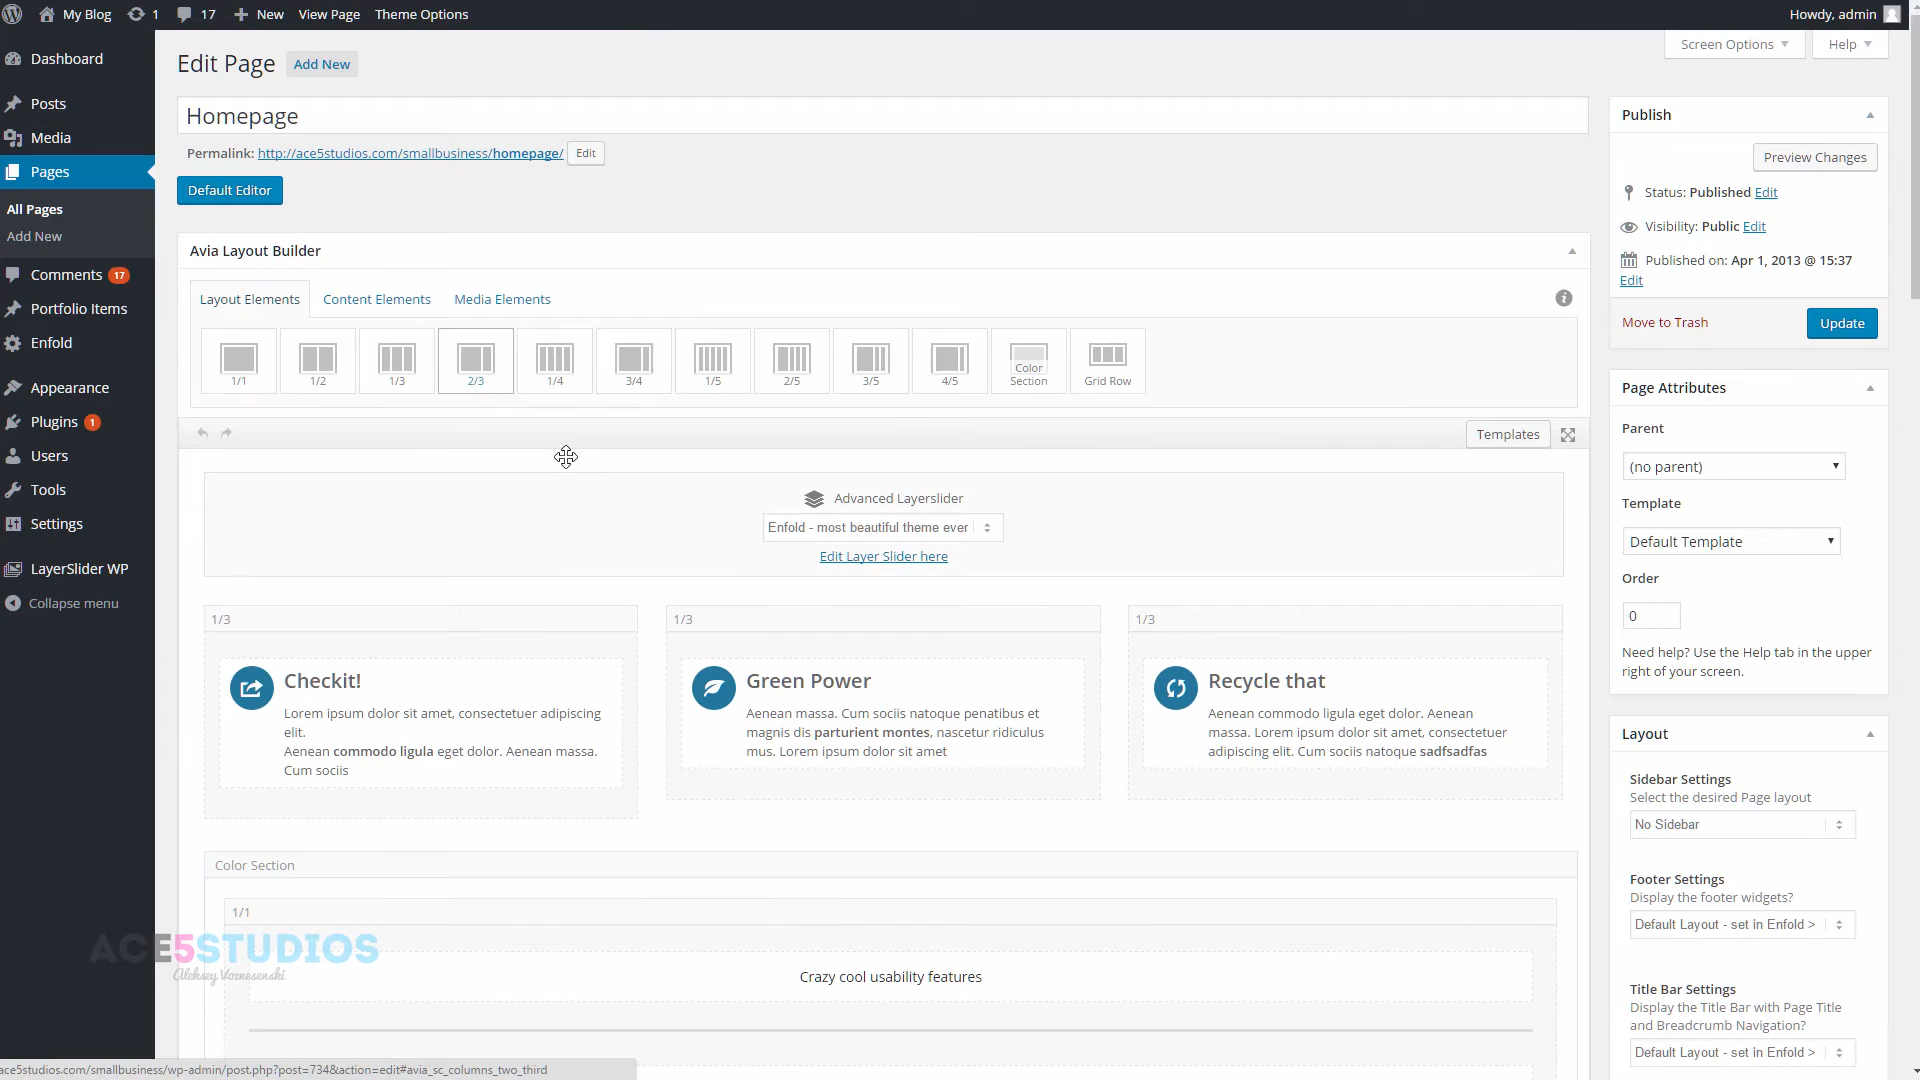 My Blog
1
17
New
View Page
Theme Options
Howdy, admin
Dashboard
Posts
Media
Pages
All Pages
Add New
Comments 17
Portfolio Items
Enfold
Appearance
Plugins 1
Users
Tools
Settings
LayerSlider WP
Collapse menu
Screen Options
Help
Edit Page
Add New
Homepage
Permalink: http://ace5studios.com/smallbusiness/homepage/ Edit
Default Editor
Avia Layout Builder
Layout Elements
Content Elements
Media Elements
1/1
1/2
1/3
2/3
1/4
3/4
1/5
2/5
3/5
4/5
Color
Section
Grid Row
Templates
Advanced Layerslider
Enfold - most beautiful theme ever
Edit Layer Slider here
1/3
Checkit!
Lorem ipsum dolor sit amet, consectetuer adipiscing
elit.
Aenean commodo ligula eget dolor. Aenean massa.
Cum sociis
1/3
Green Power
Aenean massa. Cum sociis natoque penatibus et
magnis dis parturient montes, nascetur ridiculus
mus. Lorem ipsum dolor sit amet
1/3
Recycle that
Aenean commodo ligula eget dolor. Aenean
massa. Lorem ipsum dolor sit amet, consectetuer
adipiscing elit. Cum sociis natoque sadfsadfas
Color Section
1/1
Crazy cool usability features
Publish
Preview Changes
Status: Published Edit
Visibility: Public Edit
Published on: Apr 1, 2013 @ 15:37
Edit
Move to Trash
Update
Page Attributes
Parent
(no parent)
Template
Default Template
Order
0
Need help? Use the Help tab in the upper
right of your screen.
Layout
Sidebar Settings
Select the desired Page layout
No Sidebar
Footer Settings
Display the footer widgets?
Default Layout - set in Enfold >
Title Bar Settings
Display the Title Bar with Page Title
and Breadcrumb Navigation?
Default Layout - set in Enfold >
ACE5STUDIOS
Aleksey Voznesenski
ace5studios.com/smallbusiness/wp-admin/post.php?post=734&action=edit#avia_sc_columns_two_third